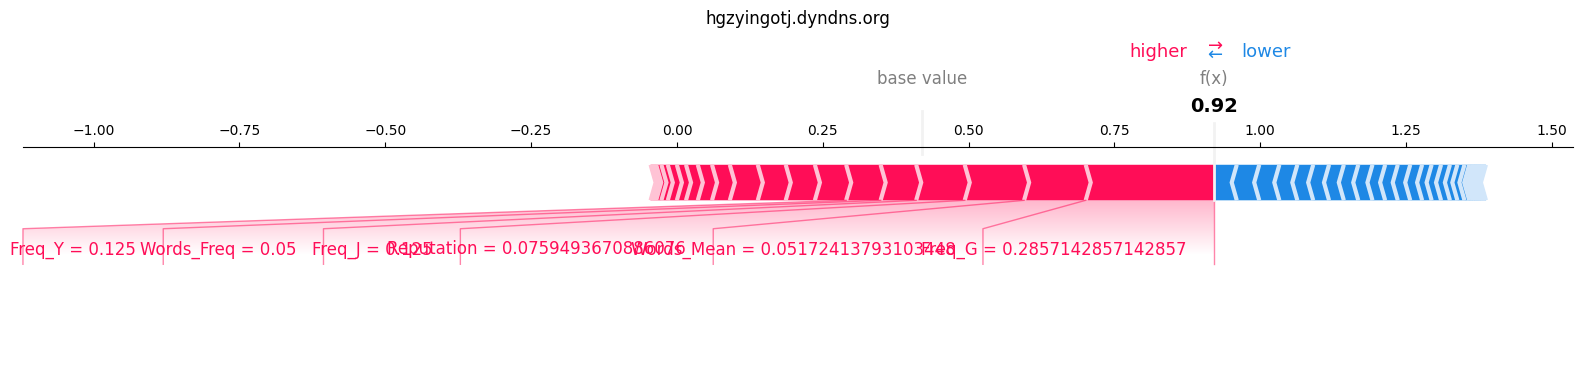 hgzyingotj.dyndns.org
higher ⇄ lower
base value f(x)
0.92
−1.00 −0.75 −0.50 −0.25 0.00 0.25 0.50 0.75 1.00 1.25 1.50
Freq_Y = 0.125 Words_Freq = 0.05 Freq_J = 0.125 Reputation = 0.0759493670886076 Words_Mean = 0.05172413793103448 Freq_G = 0.2857142857142857